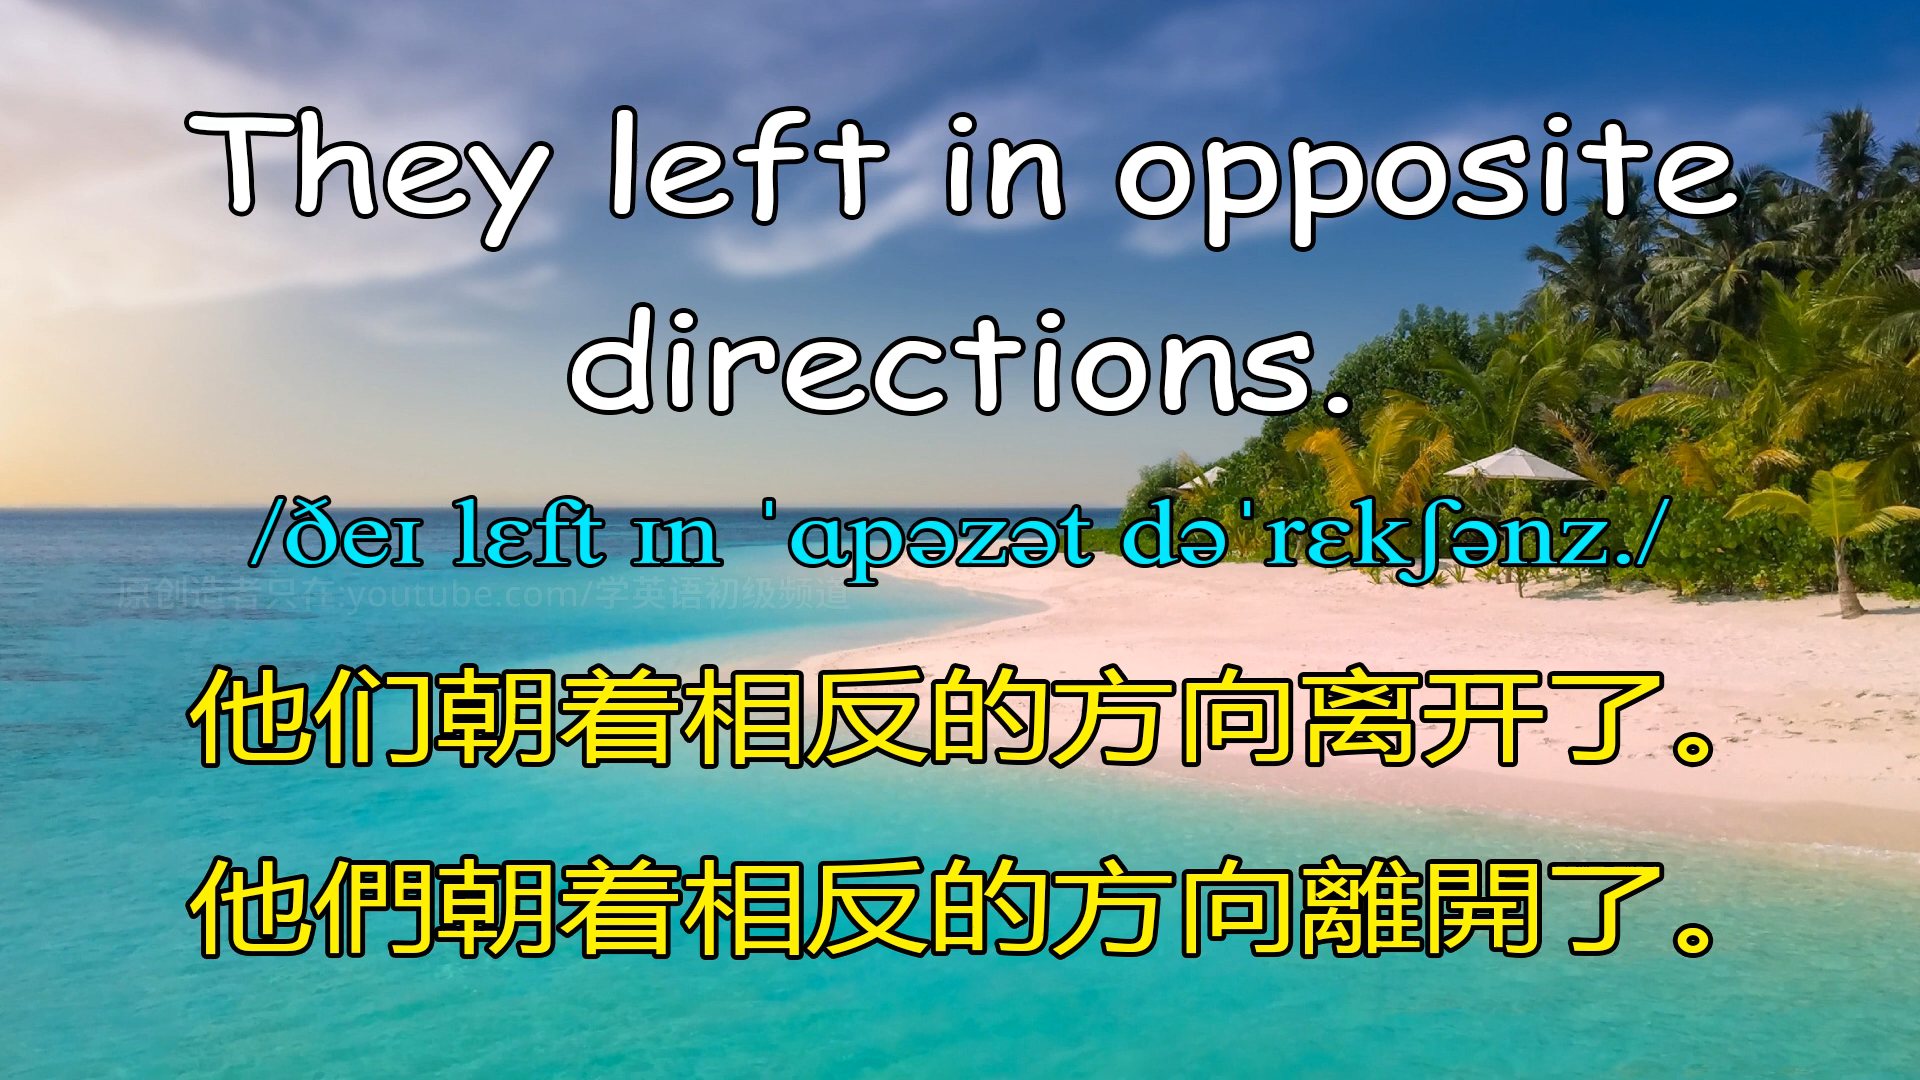 They left in opposite
directions.
/ðeɪ lɛft ɪn ˈɑpəzət dəˈrɛkʃənz./
原创造者只在:youtube.com/学英语初级频道
他们朝着相反的方向离开了。
他們朝着相反的方向離開了。